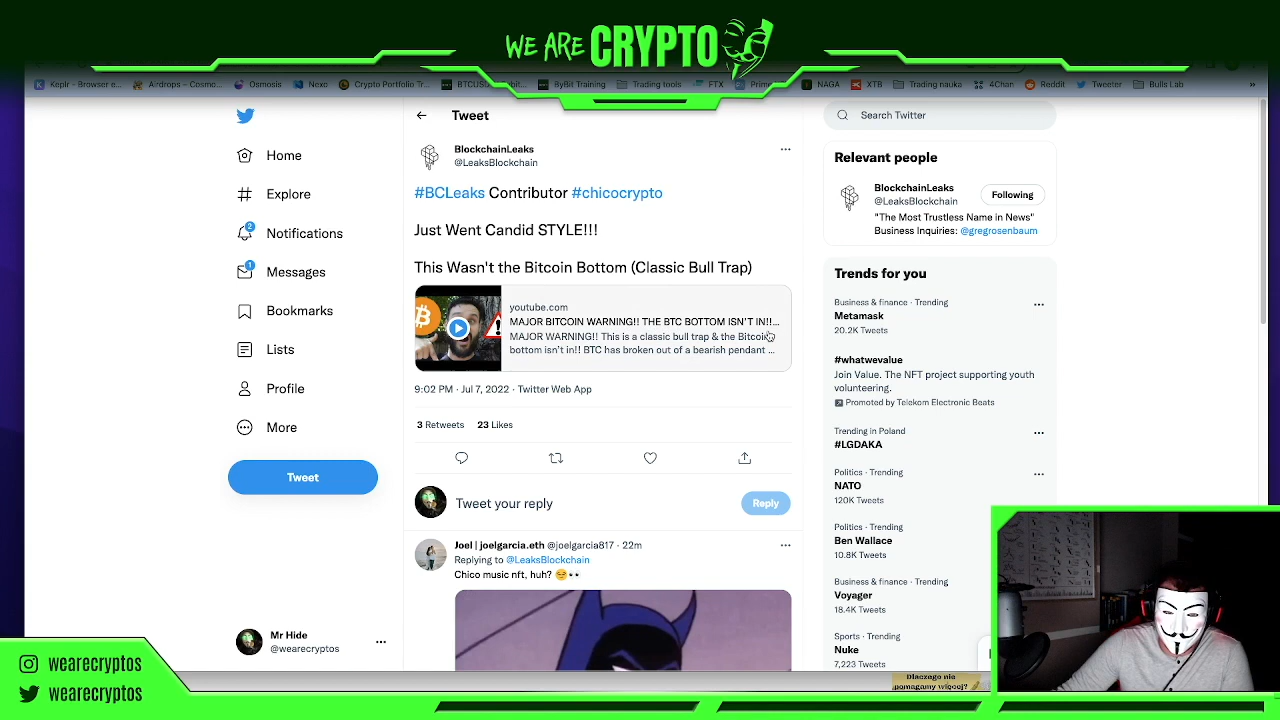 WE ARE CRYPTO
Keplr - Browser e...
Airdrops – Cosmo...
Osmosis
Nexo
Crypto Portfolio Tr...
ByBit Training
Trading tools
FTX
NAGA
XTB
Trading nauka
4Chan
Reddit
Tweeter
Bulls Lab
»
Home
Explore
2
Notifications
1
Messages
Bookmarks
Lists
Profile
More
Tweet
Mr Hide
@wearecryptos
Tweet
BlockchainLeaks
@LeaksBlockchain
#BCLeaks Contributor #chicocrypto
Just Went Candid STYLE!!!
This Wasn't the Bitcoin Bottom (Classic Bull Trap)
youtube.com
MAJOR BITCOIN WARNING!! THE BTC BOTTOM ISN'T IN!!...
MAJOR WARNING!! This is a classic bull trap & the Bitcoin
bottom isn't in!! BTC has broken out of a bearish pendant ...
9:02 PM · Jul 7, 2022 · Twitter Web App
3 Retweets 23 Likes
Tweet your reply
Reply
Joel | joelgarcia.eth @joelgarcia817 · 22m
Replying to @LeaksBlockchain
Chico music nft, huh? 😌👀
Search Twitter
Relevant people
BlockchainLeaks
@LeaksBlockchain
Following
"The Most Trustless Name in News"
Business Inquiries: @gregrosenbaum
Trends for you
Business & finance · Trending
Metamask
20.2K Tweets
#whatwevalue
Join Value. The NFT project supporting youth
volunteering.
Promoted by Telekom Electronic Beats
Trending in Poland
#LGDAKA
Politics · Trending
NATO
120K Tweets
Politics · Trending
Ben Wallace
10.8K Tweets
Business & finance · Trending
Voyager
18.4K Tweets
Sports · Trending
Nuke
7,223 Tweets
Dlaczego nie
pomagamy więcej?
wearecryptos
wearecryptos